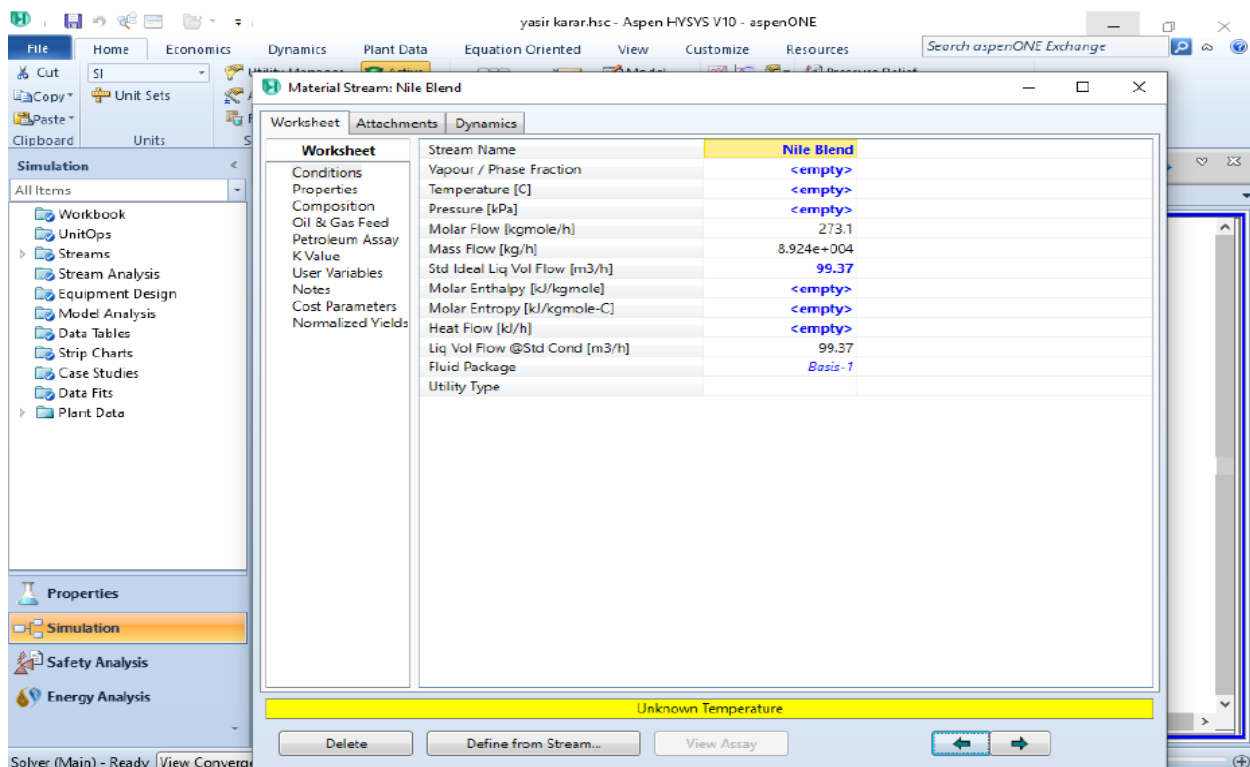 yasir karar.hsc - Aspen HYSYS V10 - aspenONE
File Home Economics Dynamics Plant Data Equation Oriented View Customize Resources Search aspenONE Exchange
Cut SI
Copy Unit Sets
Paste
Clipboard Units
Material Stream: Nile Blend
Worksheet Attachments Dynamics
Simulation
All Items
Workbook
UnitOps
Streams
Stream Analysis
Equipment Design
Model Analysis
Data Tables
Strip Charts
Case Studies
Data Fits
Plant Data
Properties
Simulation
Safety Analysis
Energy Analysis
Worksheet
Conditions
Properties
Composition
Oil & Gas Feed
Petroleum Assay
K Value
User Variables
Notes
Cost Parameters
Normalized Yields
Stream Name Nile Blend
Vapour / Phase Fraction <empty>
Temperature [C] <empty>
Pressure [kPa] <empty>
Molar Flow [kgmole/h] 273.1
Mass Flow [kg/h] 8.924e+004
Std Ideal Liq Vol Flow [m3/h] 99.37
Molar Enthalpy [kJ/kgmole] <empty>
Molar Entropy [kJ/kgmole-C] <empty>
Heat Flow [kJ/h] <empty>
Liq Vol Flow @Std Cond [m3/h] 99.37
Fluid Package Basis-1
Utility Type
Unknown Temperature
Delete Define from Stream... View Assay
Solver (Main) - Ready View Converge